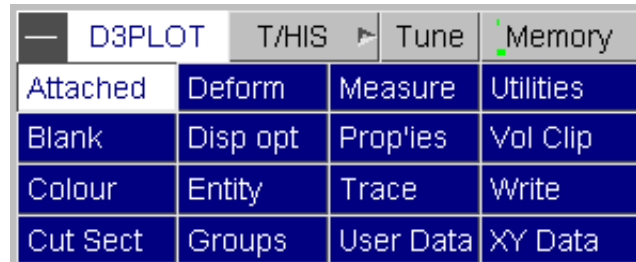 D3PLOT T/HIS Tune Memory
Attached Deform Measure Utilities
Blank Disp opt Prop'ies Vol Clip
Colour Entity Trace Write
Cut Sect Groups User Data XY Data